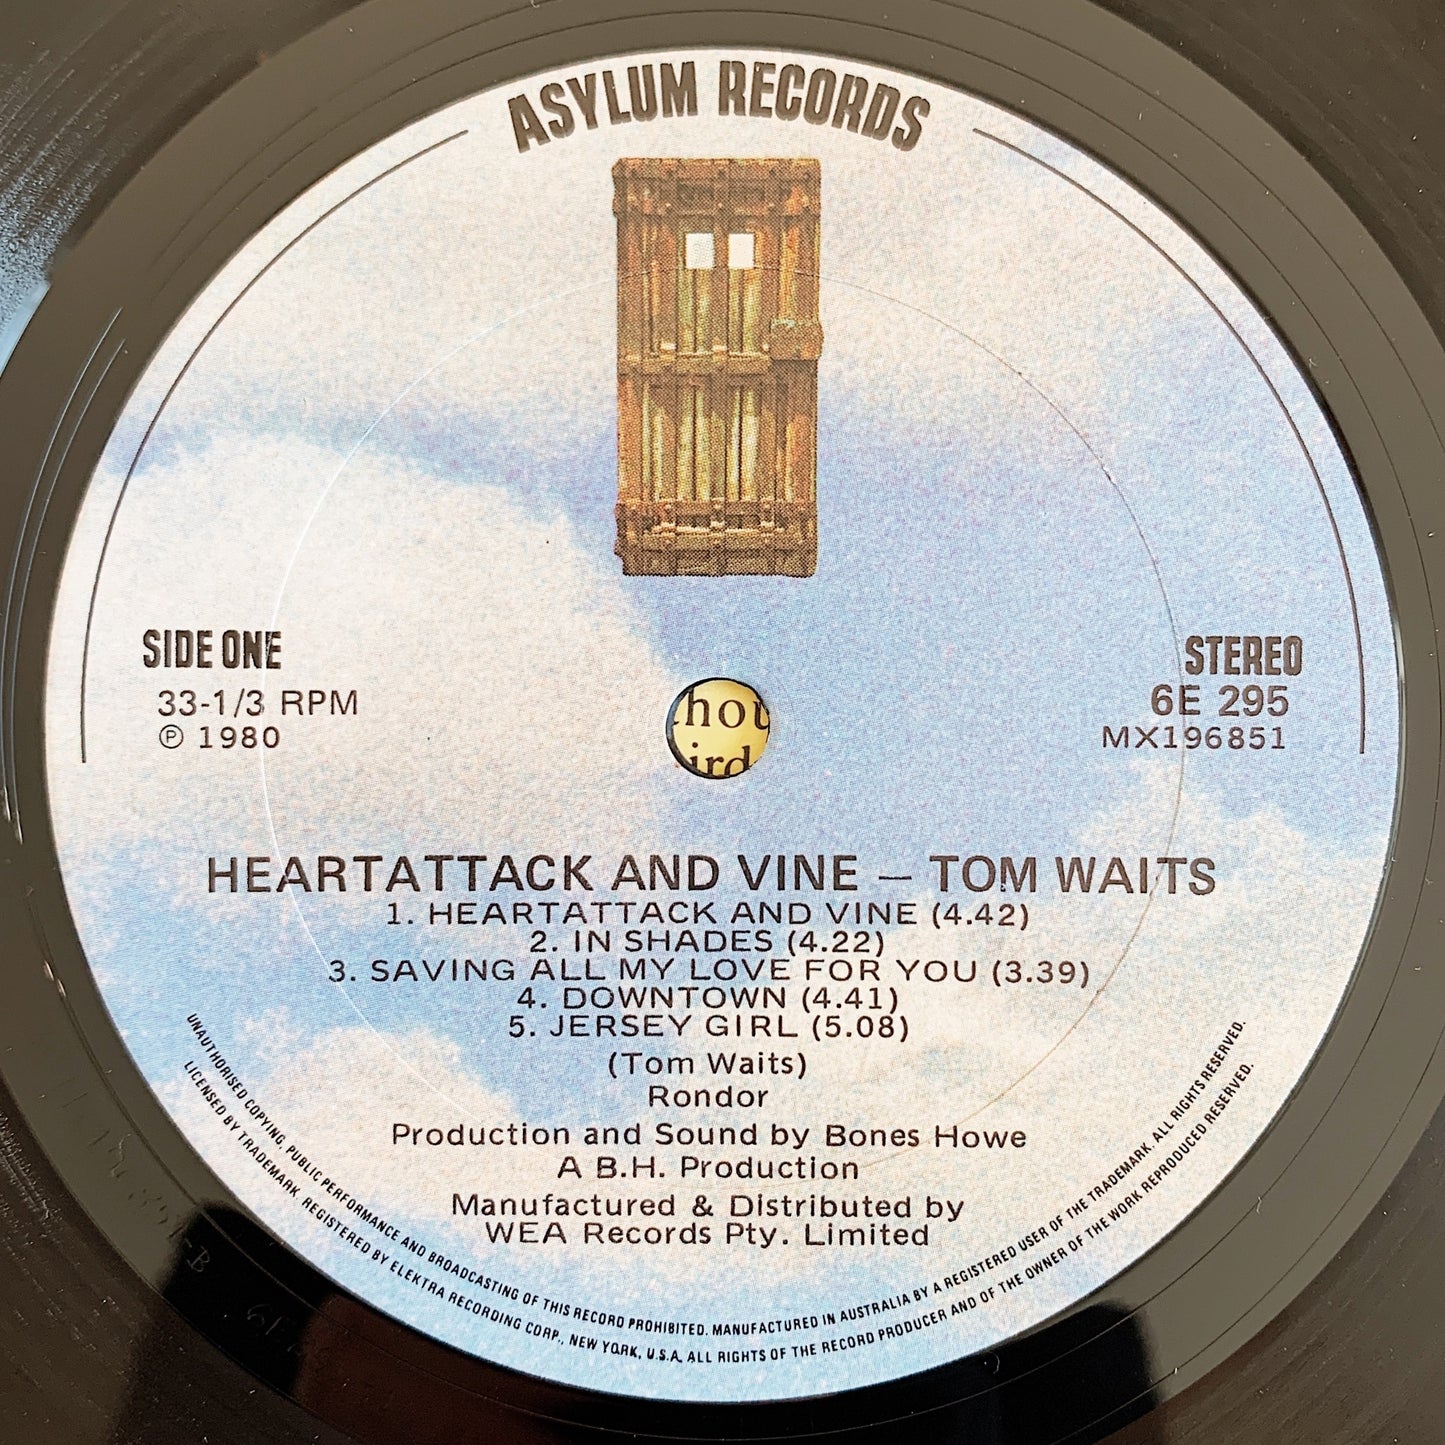 ASYLUM RECORDS
SIDE ONE
33-1/3 RPM
℗ 1980
STEREO
6E 295
MX196851
hou
ird
HEARTATTACK AND VINE — TOM WAITS
1. HEARTATTACK AND VINE (4.42)
2. IN SHADES (4.22)
3. SAVING ALL MY LOVE FOR YOU (3.39)
4. DOWNTOWN (4.41)
5. JERSEY GIRL (5.08)
(Tom Waits)
Rondor
Production and Sound by Bones Howe
A B.H. Production
Manufactured & Distributed by
WEA Records Pty. Limited
UNAUTHORISED COPYING, PUBLIC PERFORMANCE AND BROADCASTING OF THIS RECORD PROHIBITED. MANUFACTURED IN AUSTRALIA BY A REGISTERED USER OF THE TRADEMARK. ALL RIGHTS RESERVED.
LICENSED BY TRADEMARK REGISTERED BY ELEKTRA RECORDING CORP., NEW YORK, U.S.A. ALL RIGHTS OF THE RECORD PRODUCER AND OF THE OWNER OF THE WORK REPRODUCED RESERVED.